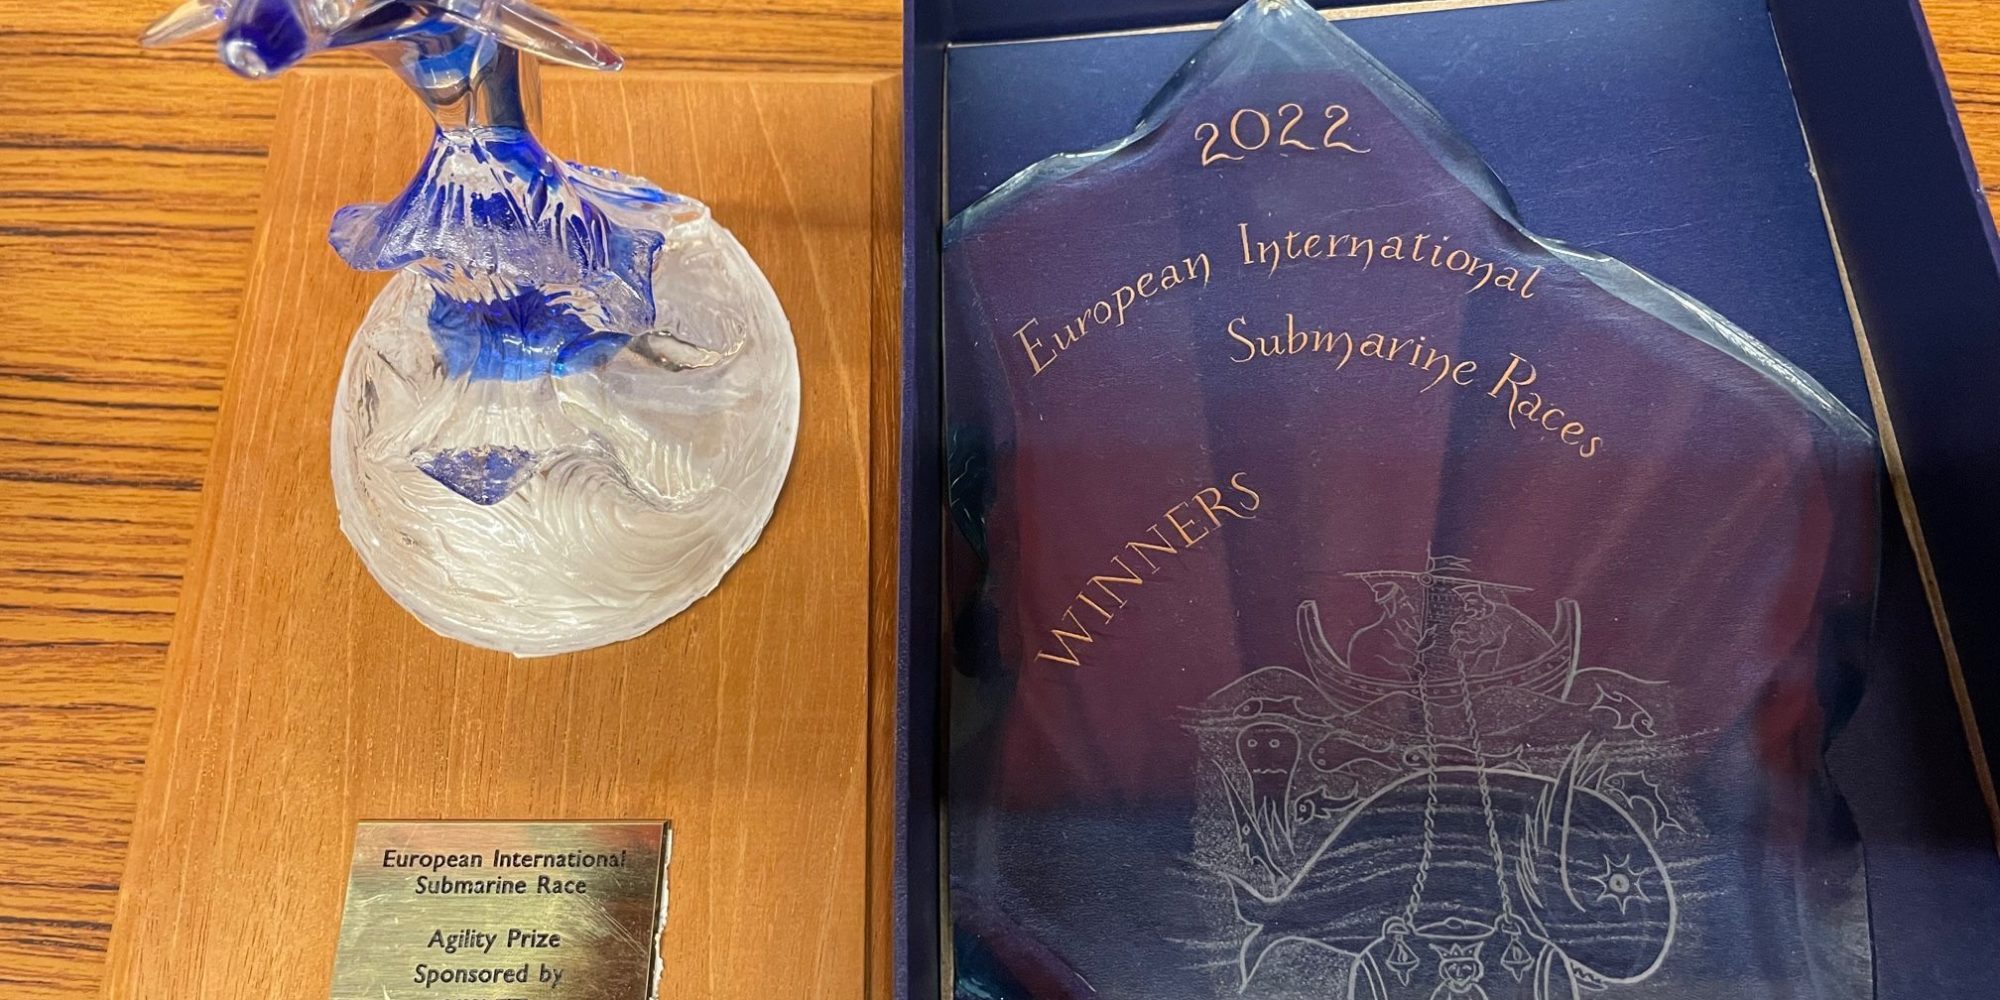 European International
Submarine Race
Agility Prize
Sponsored by
2022
European International
Submarine Races
WINNERS